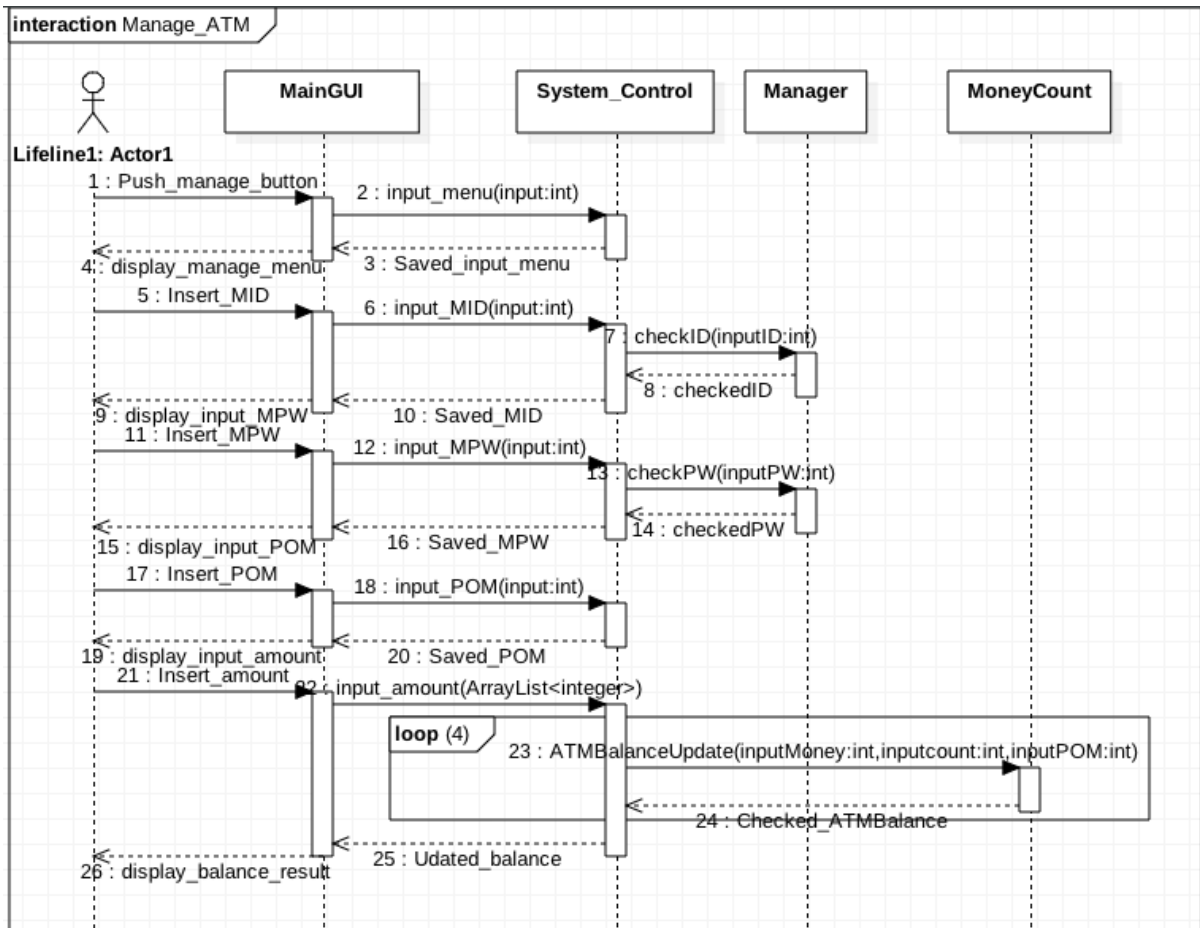 interaction Manage_ATM
MainGUI
System_Control
Manager
MoneyCount
Lifeline1: Actor1
1 : Push_manage_button
2 : input_menu(input:int)
3 : Saved_input_menu
4 : display_manage_menu
5 : Insert_MID
6 : input_MID(input:int)
7 : checkID(inputID:int)
8 : checkedID
9 : display_input_MPW
10 : Saved_MID
11 : Insert_MPW
12 : input_MPW(input:int)
13 : checkPW(inputPW:int)
14 : checkedPW
15 : display_input_POM
16 : Saved_MPW
17 : Insert_POM
18 : input_POM(input:int)
19 : display_input_amount
20 : Saved_POM
21 : Insert_amount
22 : input_amount(ArrayList<integer>)
loop (4)
23 : ATMBalanceUpdate(inputMoney:int,inputcount:int,inputPOM:int)
24 : Checked_ATMBalance
25 : Udated_balance
26 : display_balance_result